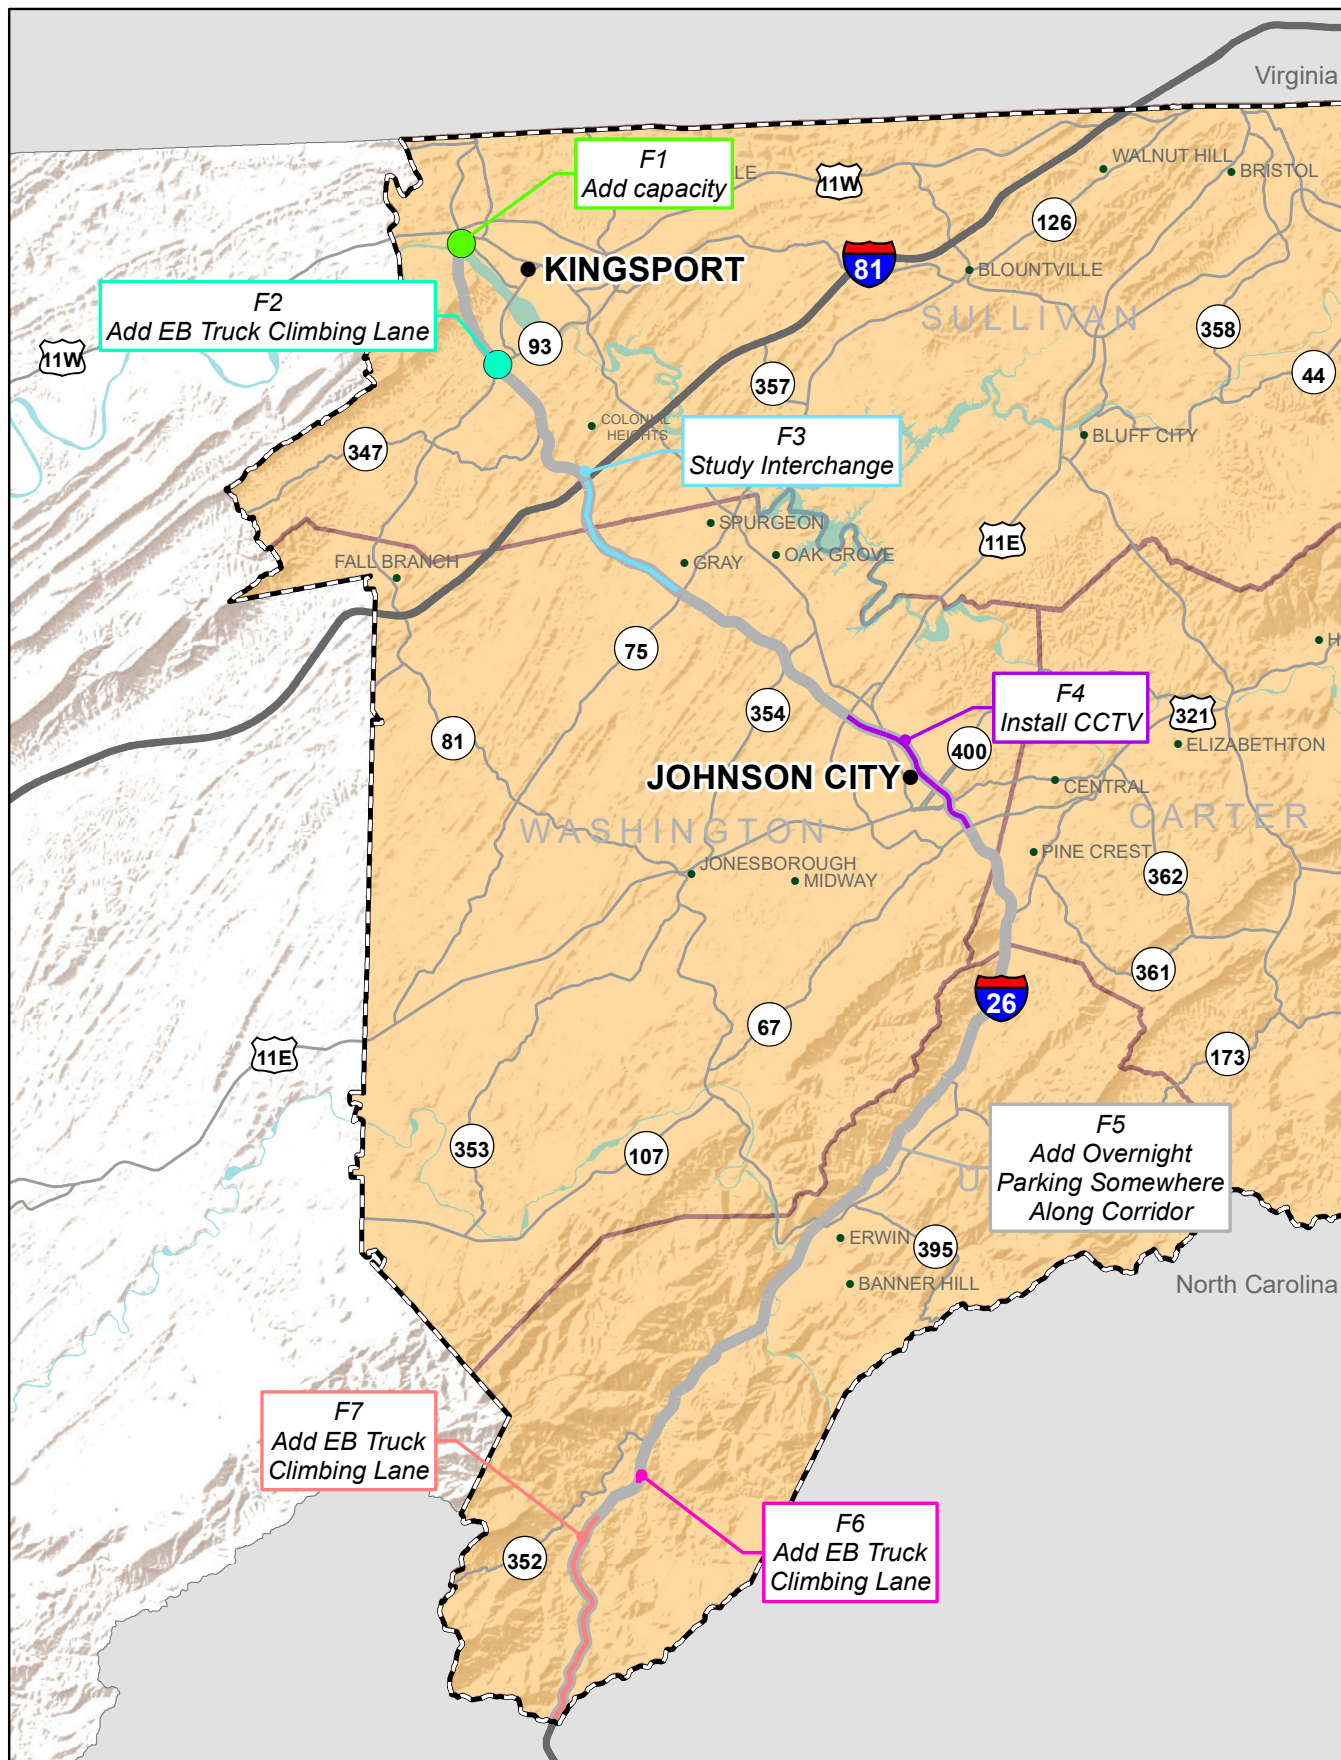 Virginia
F1
Add capacity
LE
11W
WALNUT HILL
BRISTOL
126
KINGSPORT
81
BLOUNTVILLE
F2
Add EB Truck Climbing Lane
SULLIVAN
358
11W
93
357
44
COLONIAL
HEIGHTS
F3
Study Interchange
BLUFF CITY
347
SPURGEON
11E
FALL BRANCH
GRAY
OAK GROVE
75
H
F4
Install CCTV
354
321
81
400
ELIZABETHTON
JOHNSON CITY
CENTRAL
WASHINGTON
CARTER
PINE CREST
JONESBOROUGH
MIDWAY
362
361
26
67
11E
173
F5
Add Overnight
Parking Somewhere
Along Corridor
U
353
107
ERWIN
395
BANNER HILL
North Carolina
F7
Add EB Truck
Climbing Lane
F6
Add EB Truck
Climbing Lane
352